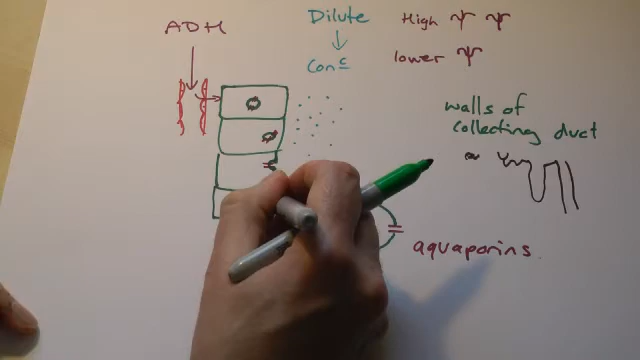 ADH
Dilute
High ψ ψ
Conc
lower ψ
walls of
collecting duct
aquaporins